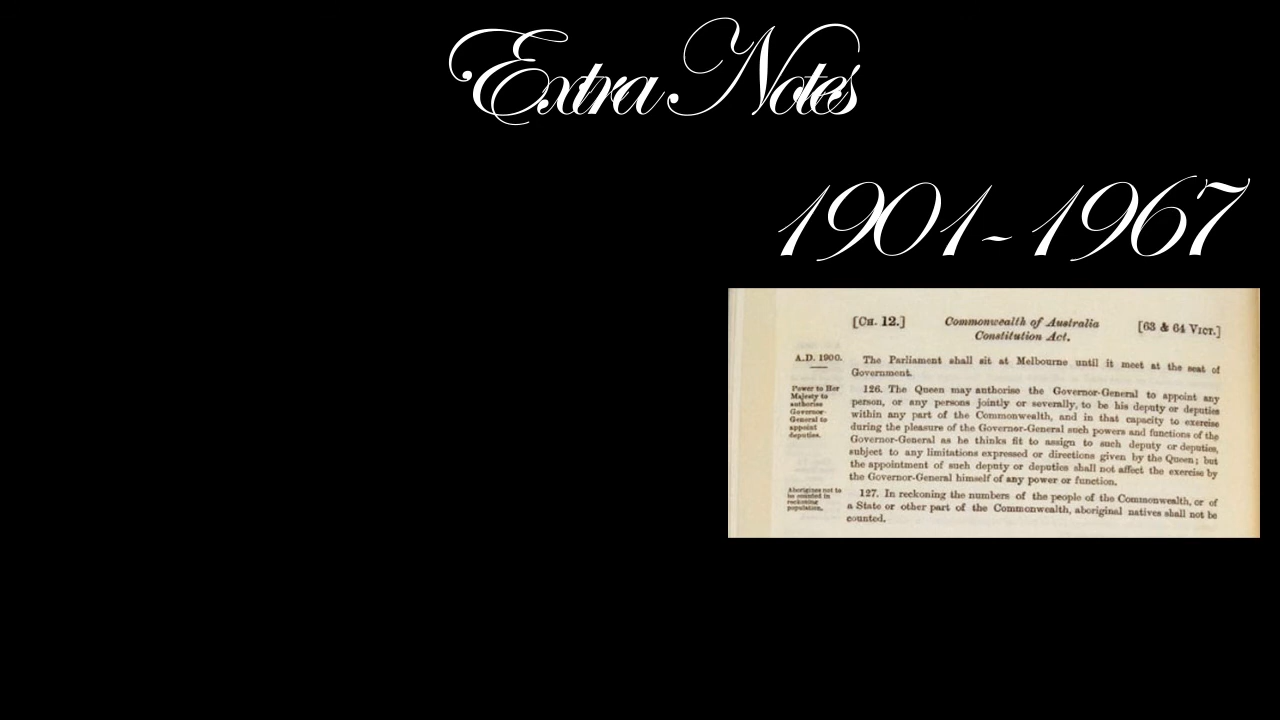 Extra Notes
1901-1967
[CH. 12.]
Commonwealth of Australia
Constitution Act.
[63 & 64 VICT.]
A.D. 1900.
The Parliament shall sit at Melbourne until it meet at the seat of
Government.
Power to Her
Majesty to
authorise
Governor-
General to
appoint
deputies.
126. The Queen may authorise the Governor-General to appoint any
person, or any persons jointly or severally, to be his deputy or deputies
within any part of the Commonwealth, and in that capacity to exercise
during the pleasure of the Governor-General such powers and functions of the
Governor-General as he thinks fit to assign to such deputy or deputies,
subject to any limitations expressed or directions given by the Queen; but
the appointment of such deputy or deputies shall not affect the exercise by
the Governor-General himself of any power or function.
Aborigines not to
be counted in
reckoning
population.
127. In reckoning the numbers of the people of the Commonwealth, or of
a State or other part of the Commonwealth, aboriginal natives shall not be
counted.